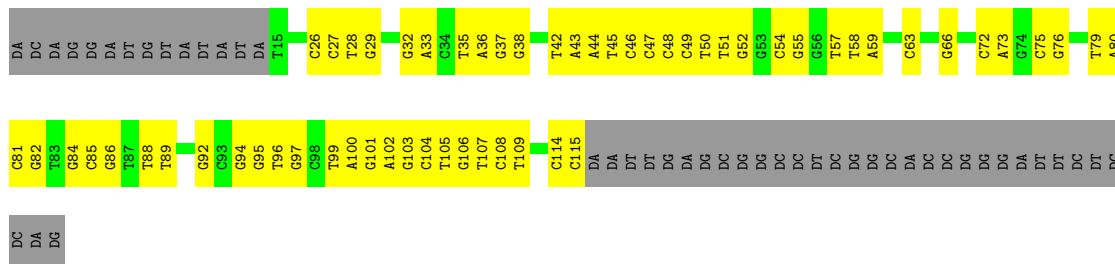 DA DC DA DG DG DA DT DG DT DA DT DA DT DA T15 C26 C27 T28 G29 G32 A33 C34 T35 A36 G37 G38 T42 A43 A44 T45 C46 C47 C48 C49 T50 T51 G52 G53 C54 G55 G56 T57 T58 A59 C63 G66 C72 A73 G74 C75 G76 T79 A80
C81 G82 T83 G84 C85 G86 T87 T88 T89 G92 C93 G94 G95 T96 G97 C98 T99 A100 G101 A102 G103 C104 T105 G106 T107 C108 T109 C114 C115 DA DA DT DT DG DA DG DC DG DG DC DC DT DC DG DG DC DA DC DC DG DG DG DA DT DT DC DT DC
DC DA DG